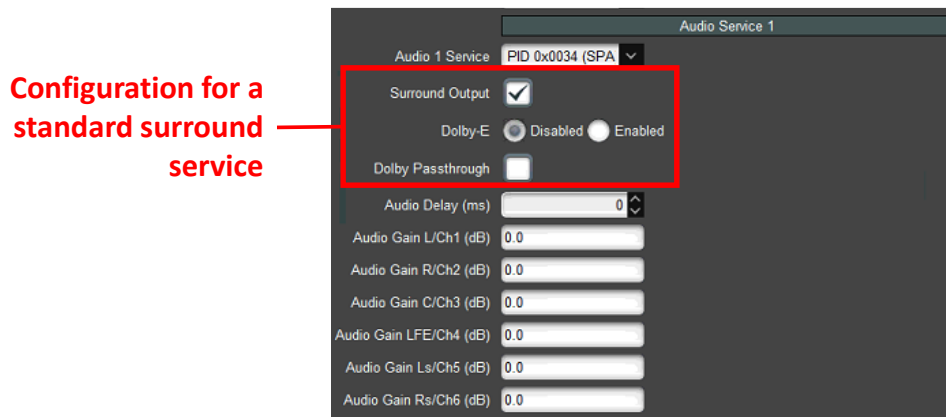 Audio Service 1
Audio 1 Service PID 0x0034 (SPA
Configuration for a
standard surround
service
Surround Output
Dolby-E Disabled Enabled
Dolby Passthrough
Audio Delay (ms) 0
Audio Gain L/Ch1 (dB) 0.0
Audio Gain R/Ch2 (dB) 0.0
Audio Gain C/Ch3 (dB) 0.0
Audio Gain LFE/Ch4 (dB) 0.0
Audio Gain Ls/Ch5 (dB) 0.0
Audio Gain Rs/Ch6 (dB) 0.0